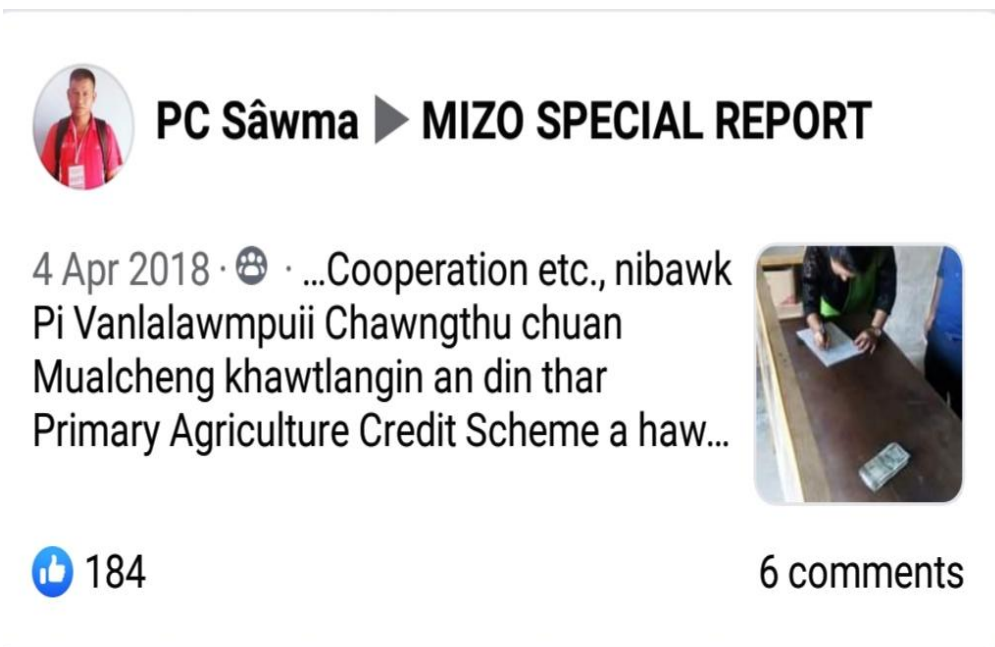 PC Sâwma ▶ MIZO SPECIAL REPORT
4 Apr 2018 · · ...Cooperation etc., nibawk
Pi Vanlalawmpuii Chawngthu chuan
Mualcheng khawtlangin an din thar
Primary Agriculture Credit Scheme a haw...
184
6 comments